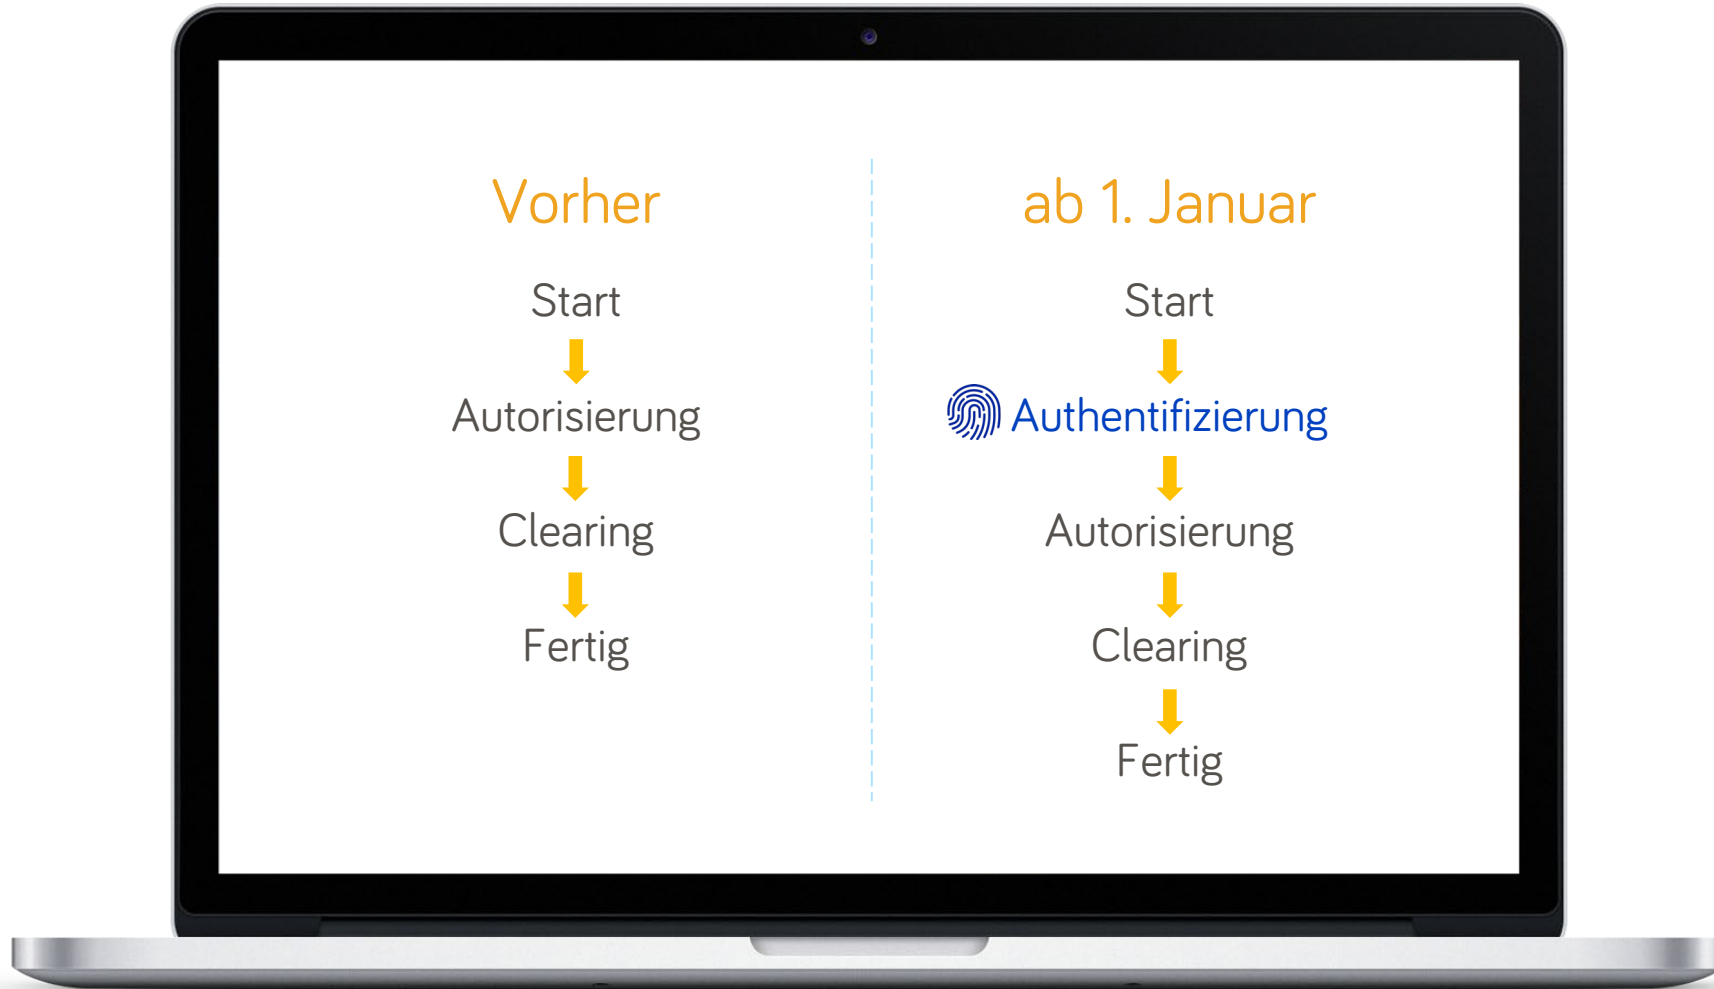 Vorher
Start
Autorisierung
Clearing
Fertig
ab 1. Januar
Start
Authentifizierung
Autorisierung
Clearing
Fertig